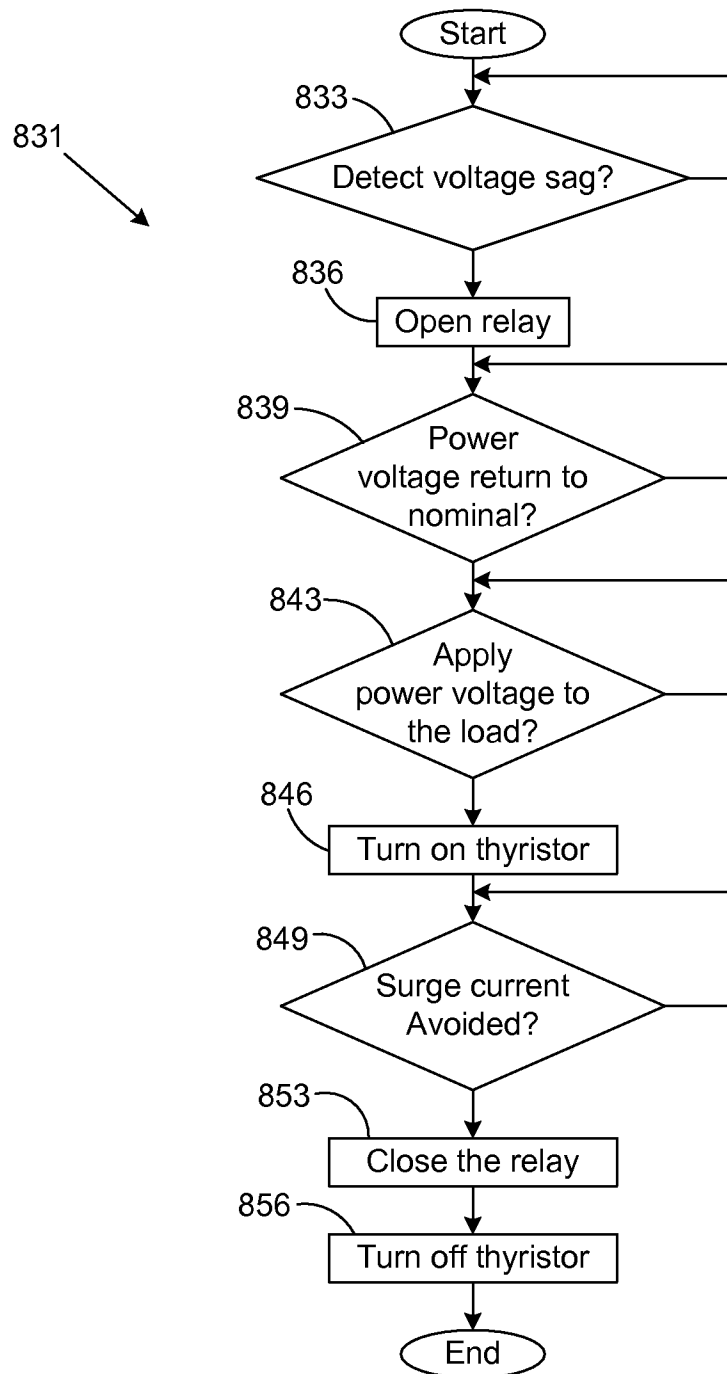 Start
833
831
Detect voltage sag?
836
Open relay
839
Power
voltage return to
nominal?
843
Apply
power voltage to
the load?
846
Turn on thyristor
849
Surge current
Avoided?
853
Close the relay
856
Turn off thyristor
End